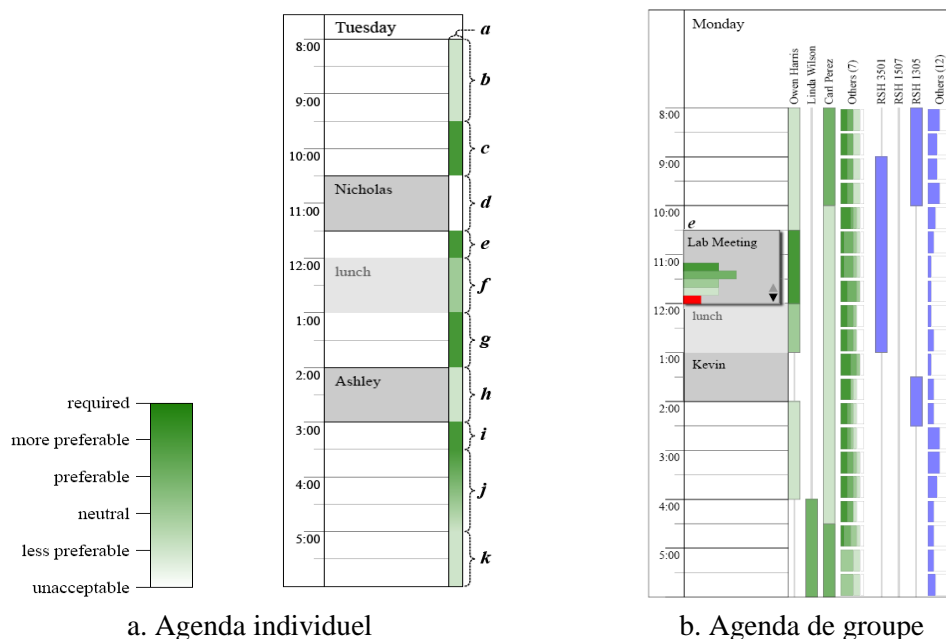 Tuesday
a
8:00
b
9:00
c
10:00
Nicholas
d
11:00
e
12:00
lunch
f
1:00
g
2:00
Ashley
h
3:00
i
4:00
j
5:00
k
required
more preferable
preferable
neutral
less preferable
unacceptable
a. Agenda individuel
Monday
Owen Harris
Linda Wilson
Carl Perez
Others (7)
RSH 3501
RSH 1507
RSH 1305
Others (12)
8:00
9:00
10:00
e
Lab Meeting
11:00
12:00
lunch
1:00
Kevin
2:00
3:00
4:00
5:00
b. Agenda de groupe